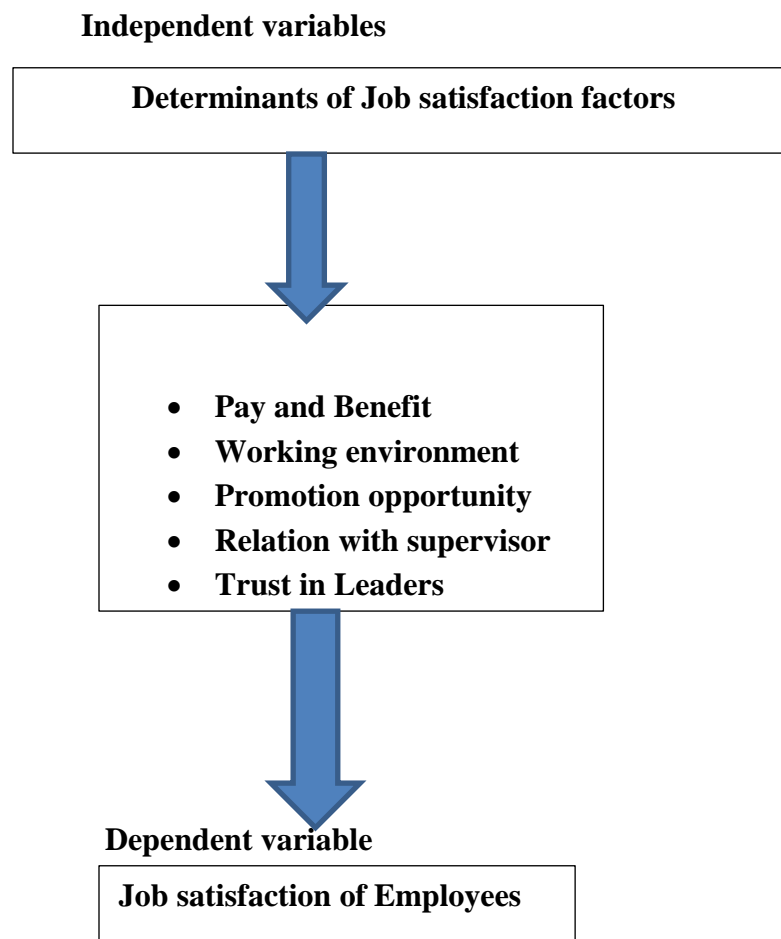 Independent variables
Determinants of Job satisfaction factors
• Pay and Benefit
• Working environment
• Promotion opportunity
• Relation with supervisor
• Trust in Leaders
Dependent variable
Job satisfaction of Employees